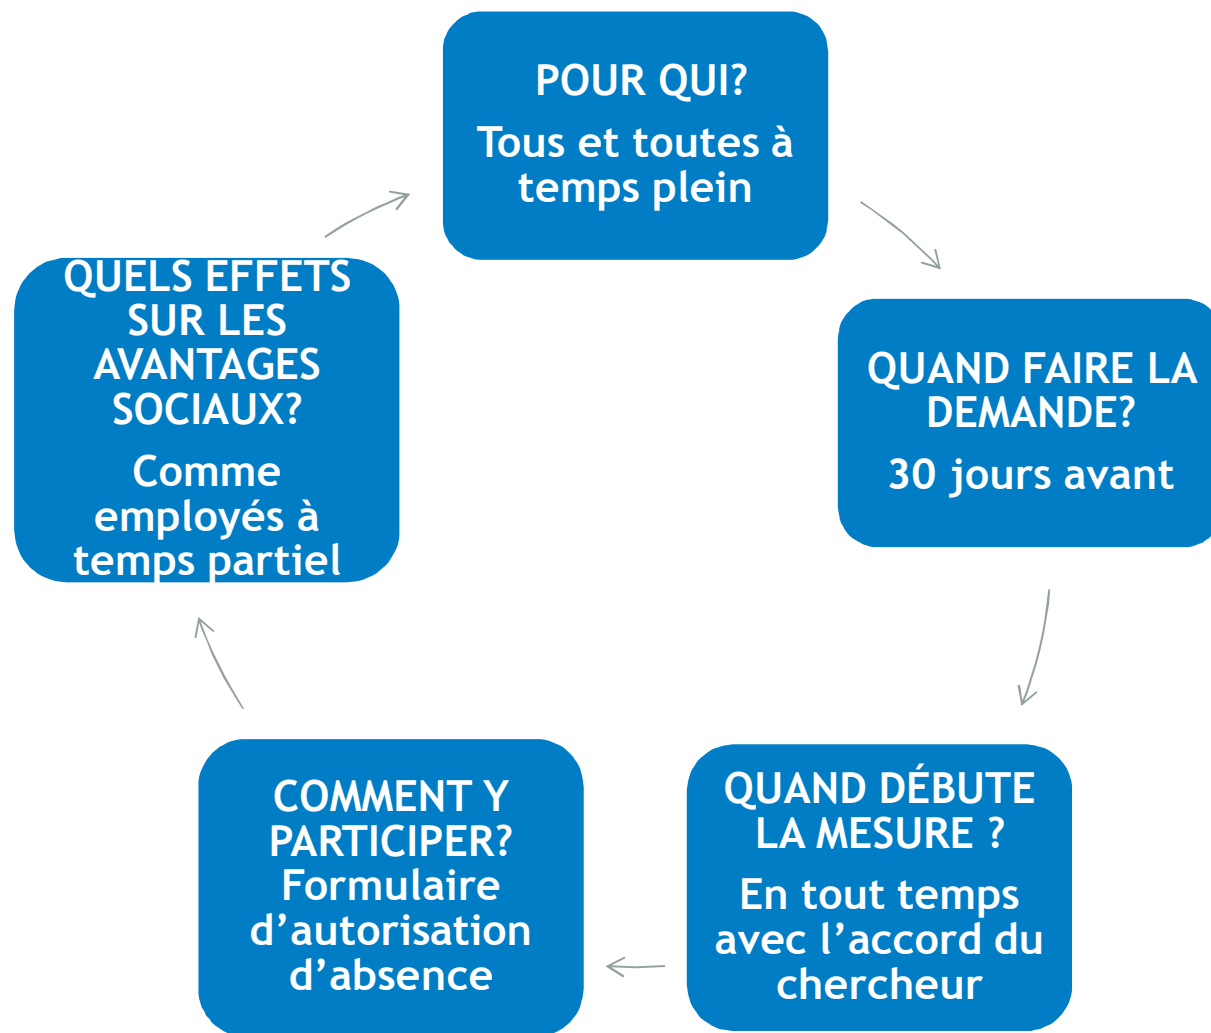 POUR QUI?
Tous et toutes à
temps plein
QUAND FAIRE LA
DEMANDE?
30 jours avant
QUAND DÉBUTE
LA MESURE ?
En tout temps
avec l’accord du
chercheur
COMMENT Y
PARTICIPER?
Formulaire
d’autorisation
d’absence
QUELS EFFETS
SUR LES
AVANTAGES
SOCIAUX?
Comme
employés à
temps partiel